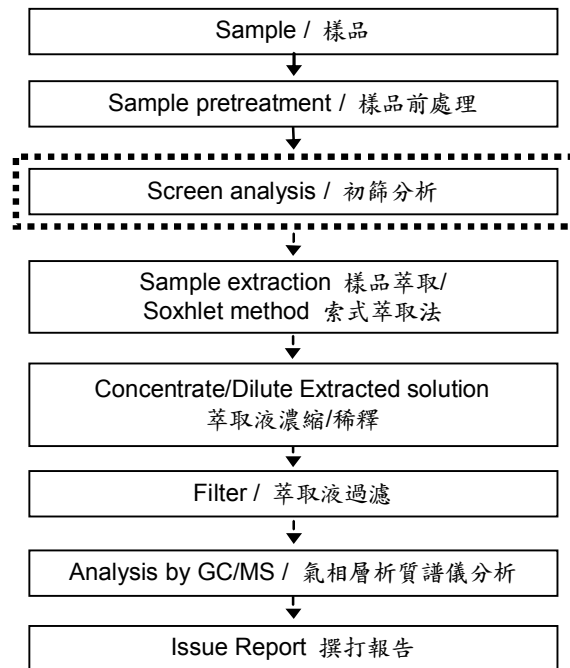 Sample / 樣品
Sample pretreatment / 樣品前處理
Screen analysis / 初篩分析
Sample extraction 樣品萃取/
Soxhlet method 索式萃取法
Concentrate/Dilute Extracted solution
萃取液濃縮/稀釋
Filter / 萃取液過濾
Analysis by GC/MS / 氣相層析質譜儀分析
Issue Report 撰打報告